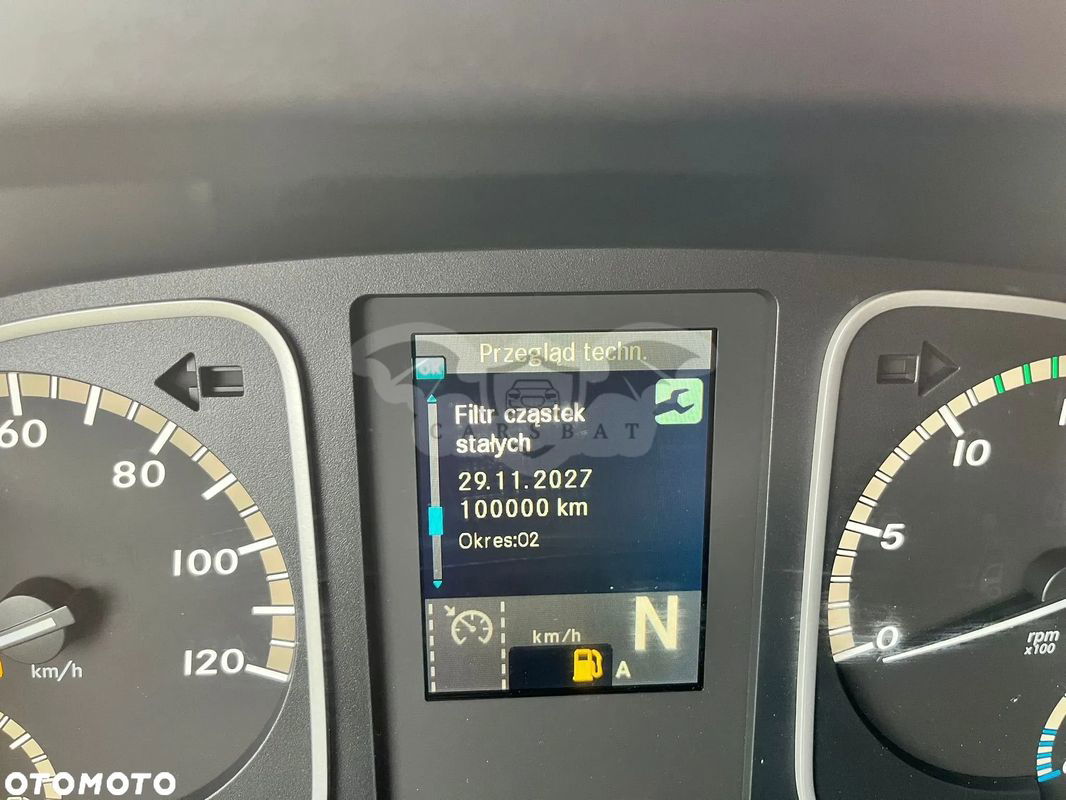 Przegląd techn.
OK
Filtr cząstek
stałych
CARSBAT
29.11.2027
100000 km
Okres:02
km/h
N
A
60
80
100
120
km/h
10
5
0
rpm
x100
OTOMOTO